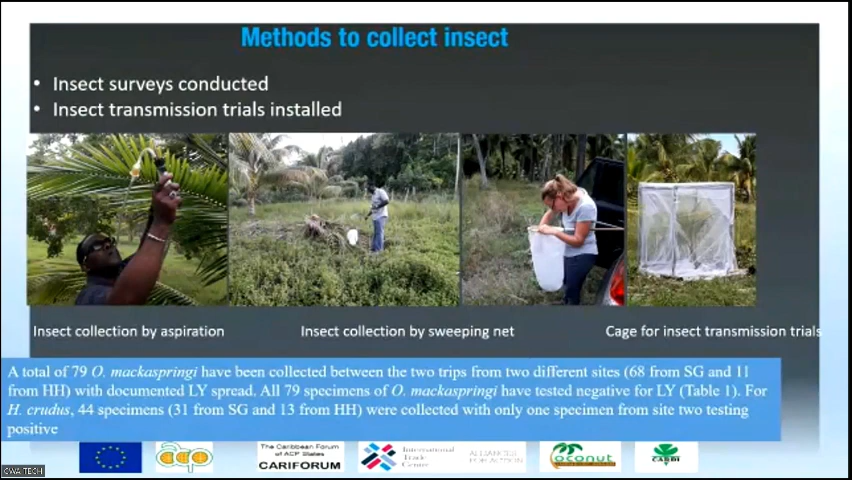 Methods to collect insect
• Insect surveys conducted
• Insect transmission trials installed
Insect collection by aspiration
Insect collection by sweeping net
Cage for insect transmission trials
A total of 79 O. mackaspringi have been collected between the two trips from two different sites (68 from SG and 11
from HH) with documented LY spread. All 79 specimens of O. mackaspringi have tested negative for LY (Table 1). For
H. crudus, 44 specimens (31 from SG and 13 from HH) were collected with only one specimen from site two testing
positive
The Caribbean Forum
of ACP States
CARIFORUM
International
Trade
Centre
ALLIANCES
FOR ACTION
coconut
CARDI
CWA TECH